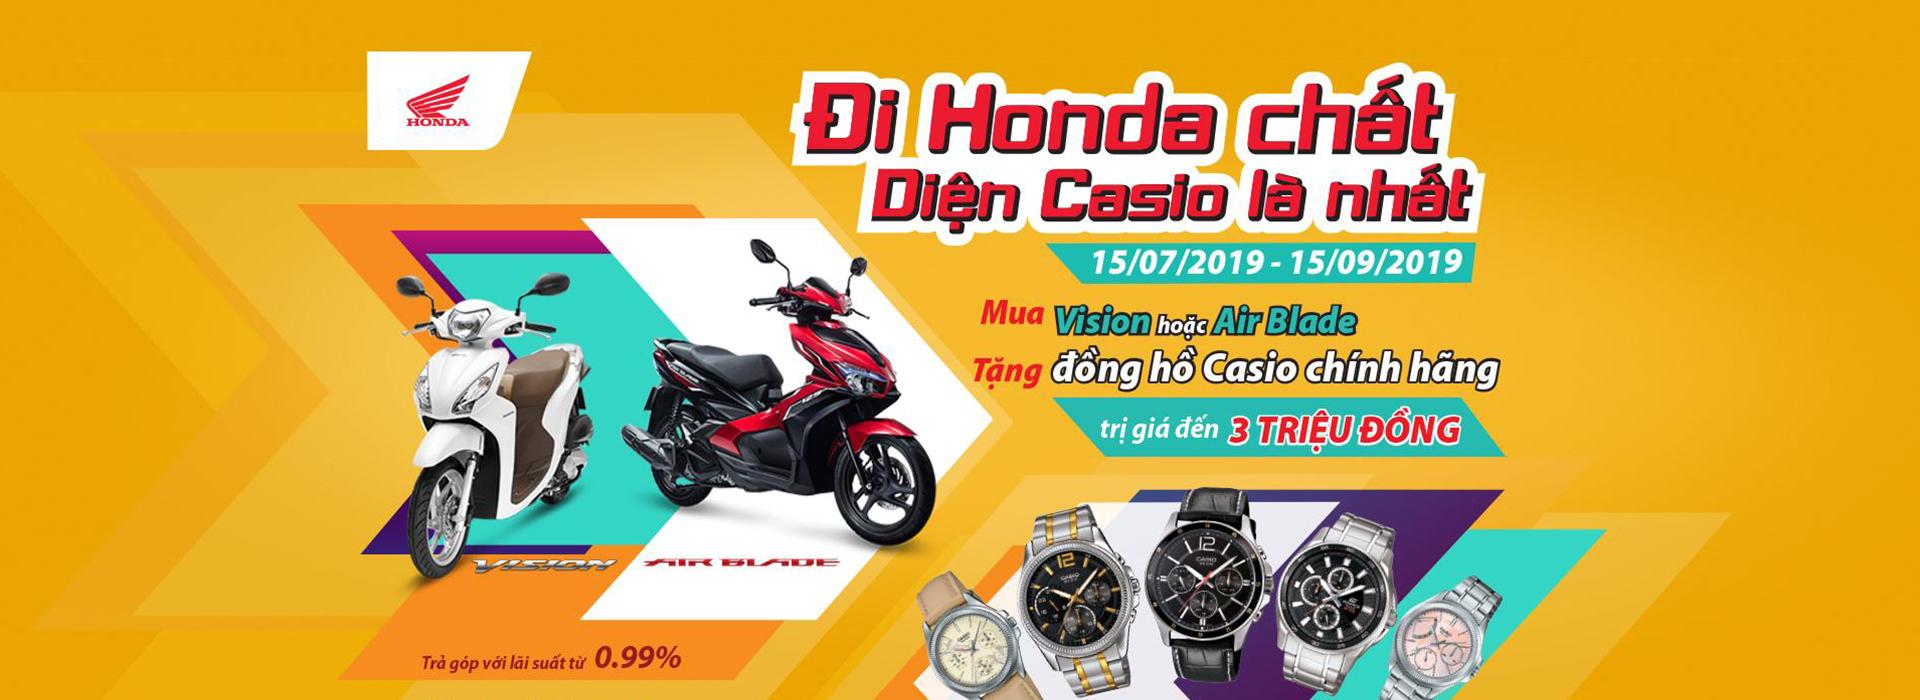 HONDA
Đi Honda chất
Diện Casio là nhất
15/07/2019 - 15/09/2019
Mua Vision hoặc Air Blade
Tặng đồng hồ Casio chính hãng
trị giá đến 3 TRIỆU ĐỒNG
VISION
AIR BLADE
CASIO
CASIO
Trả góp với lãi suất từ 0.99%